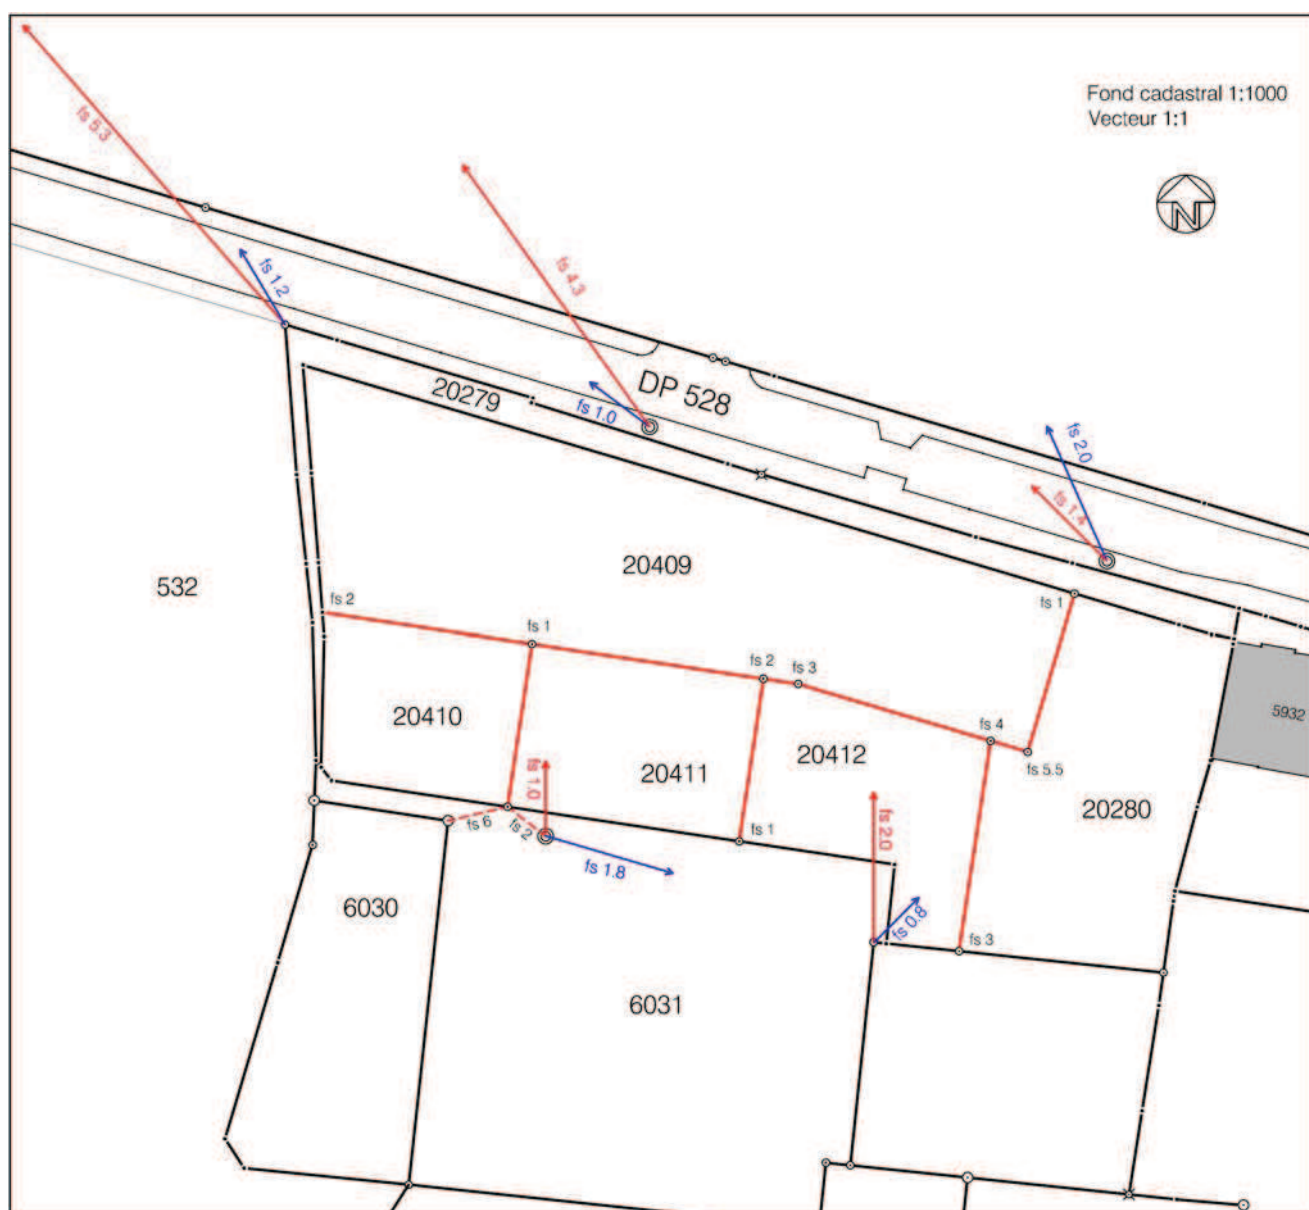 Fond cadastral 1:1000
Vecteur 1:1
N
fs 5.3
fs 1.2
fs 4.3
fs 1.0
DP 528
20279
fs 2.0
fs 1.4
532
20409
fs 2
fs 1
fs 2
fs 3
fs 1
fs 4
fs 5.5
5932
20410
20411
20412
20280
fs 1.0
fs 6
fs 2
fs 1.8
fs 1
fs 2.0
fs 0.8
fs 3
6030
6031